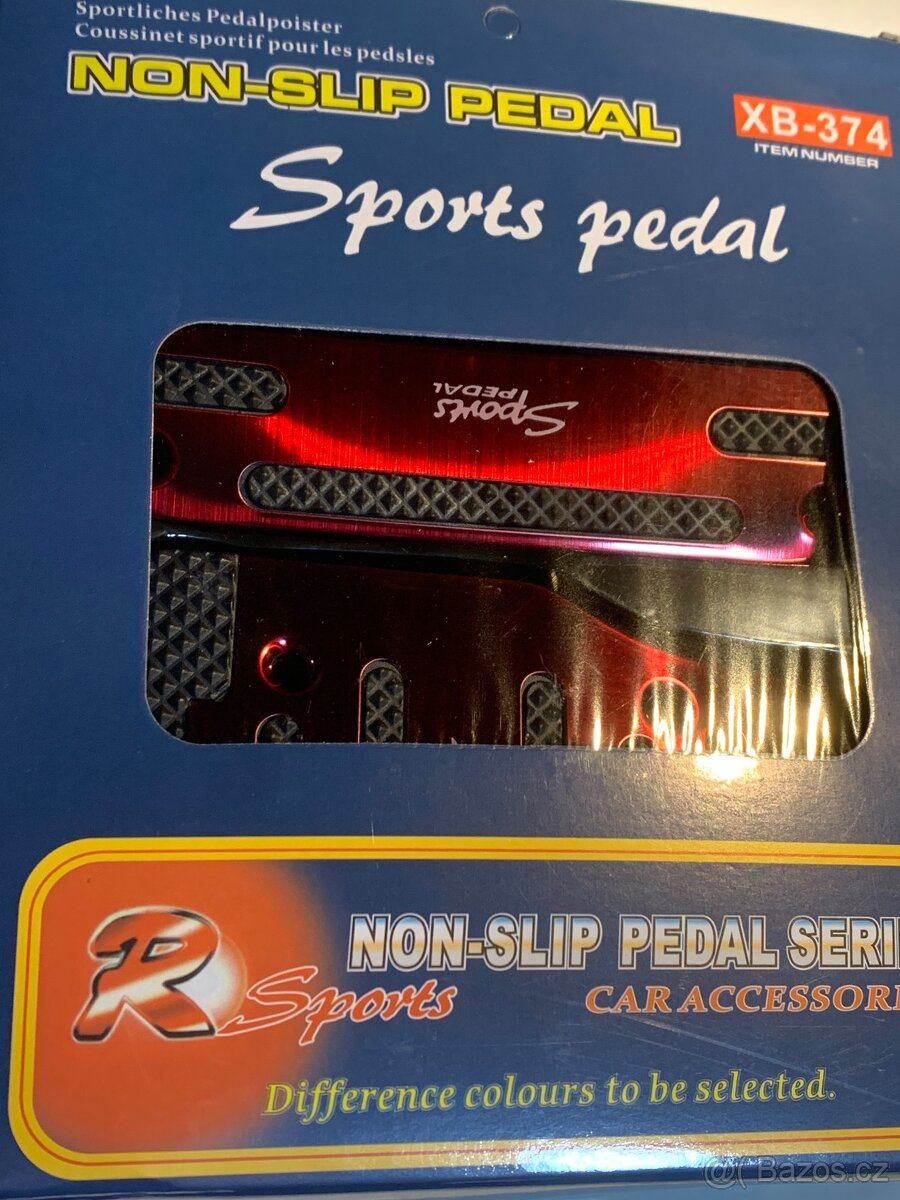 Sportliches Pedalpoister
Coussinet sportif pour les pedsles
NON-SLIP PEDAL
XB-374
ITEM NUMBER
Sports pedal
Sports
PEDAL
R
Sports
NON-SLIP PEDAL SERI
CAR ACCESSORI
Difference colours to be selected.
@( Bazos.cz